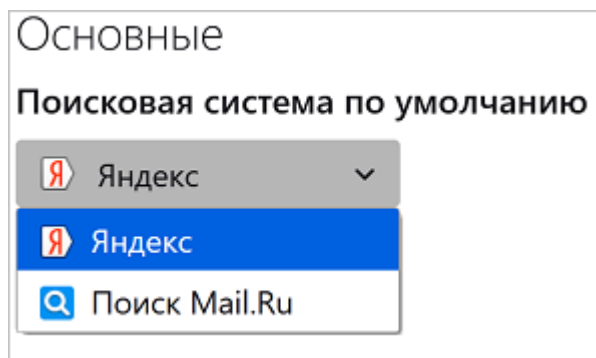 Основные
Поисковая система по умолчанию
Я Яндекс
Я Яндекс
Поиск Mail.Ru